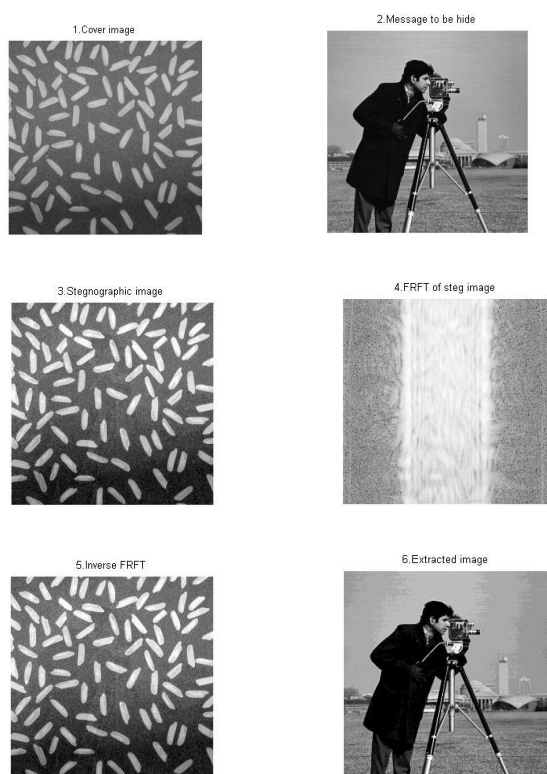 1.Cover image
2.Message to be hide
3.Stegnographic image
4.FRFT of steg image
5.Inverse FRFT
6.Extracted image